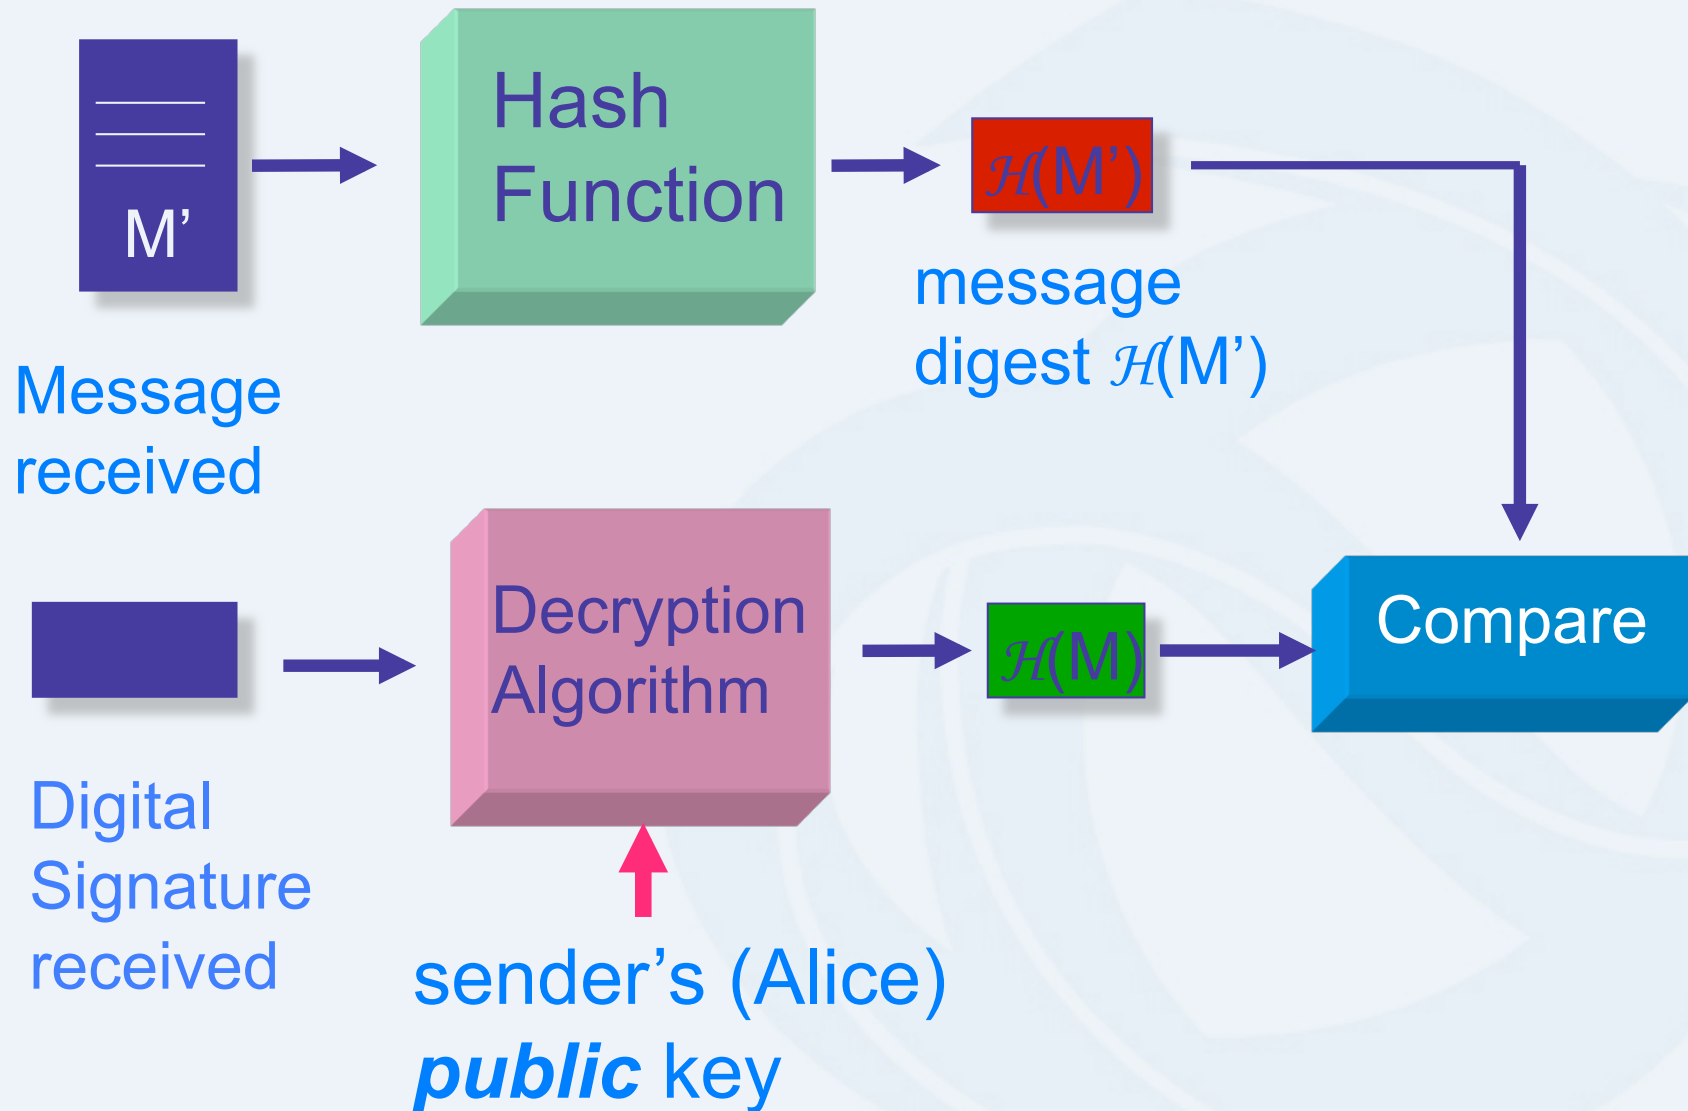 M’
Hash
Function
ℋ(M’)
message
digest ℋ(M’)
Message
received
Decryption
Algorithm
ℋ(M)
Compare
Digital
Signature
received
sender’s (Alice)
public key